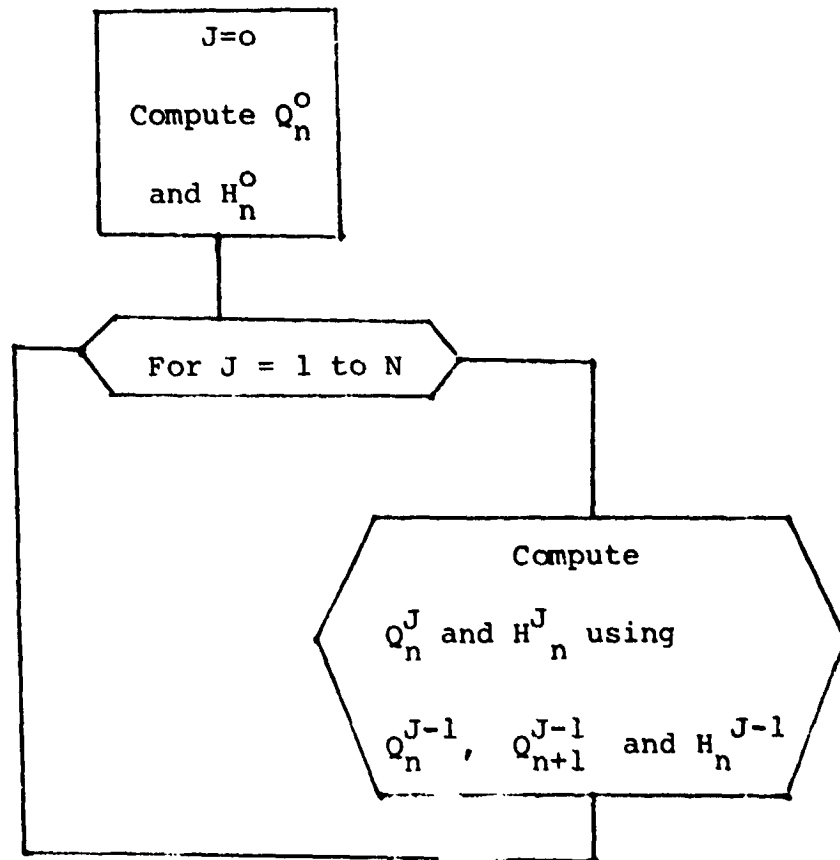 J=o
Compute Q_n^o
and H_n^o
For J = 1 to N
Compute
Q_n^J and H_n^J using
Q_n^{J-1}, Q_{n+1}^{J-1} and H_n^{J-1}